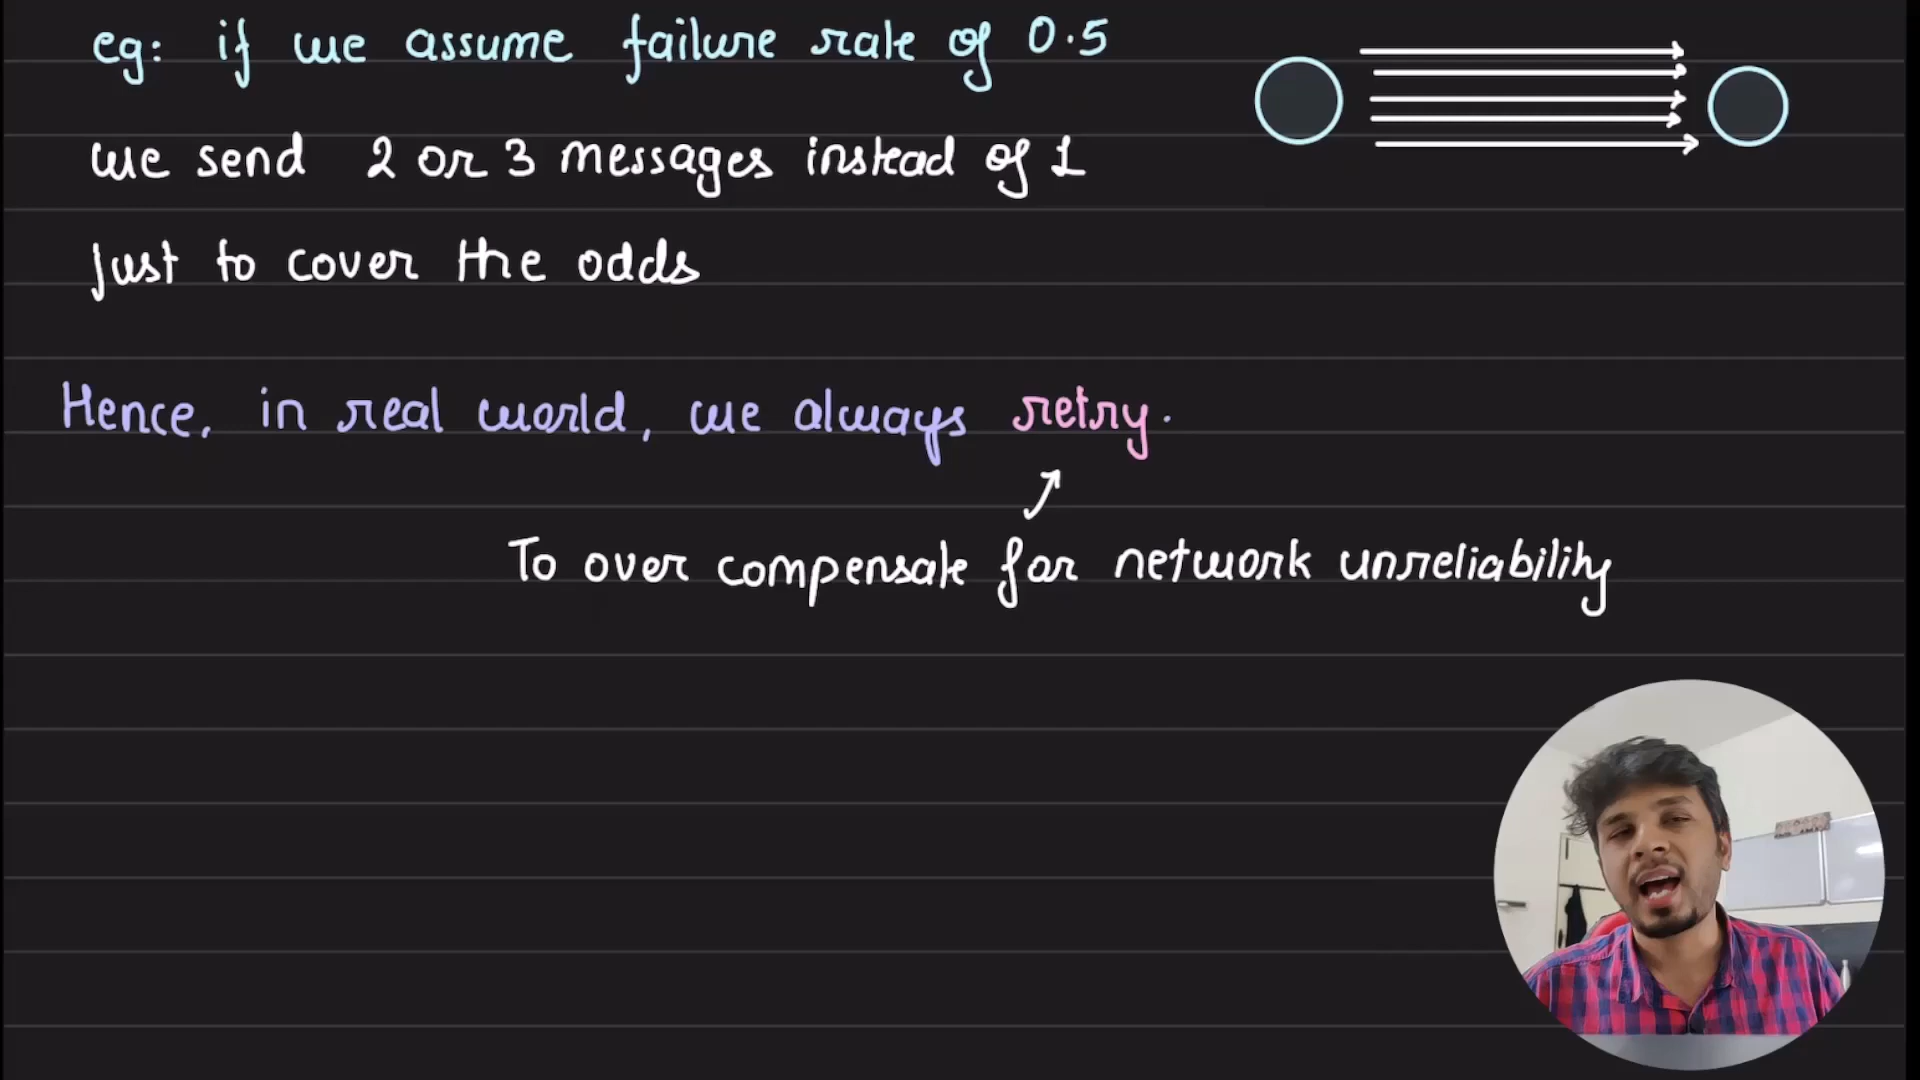 eg: if we assume failure rate of 0.5
we send 2 or 3 messages instead of 1
just to cover the odds
Hence, in real world, we always retry.
To over compensate for network unreliability